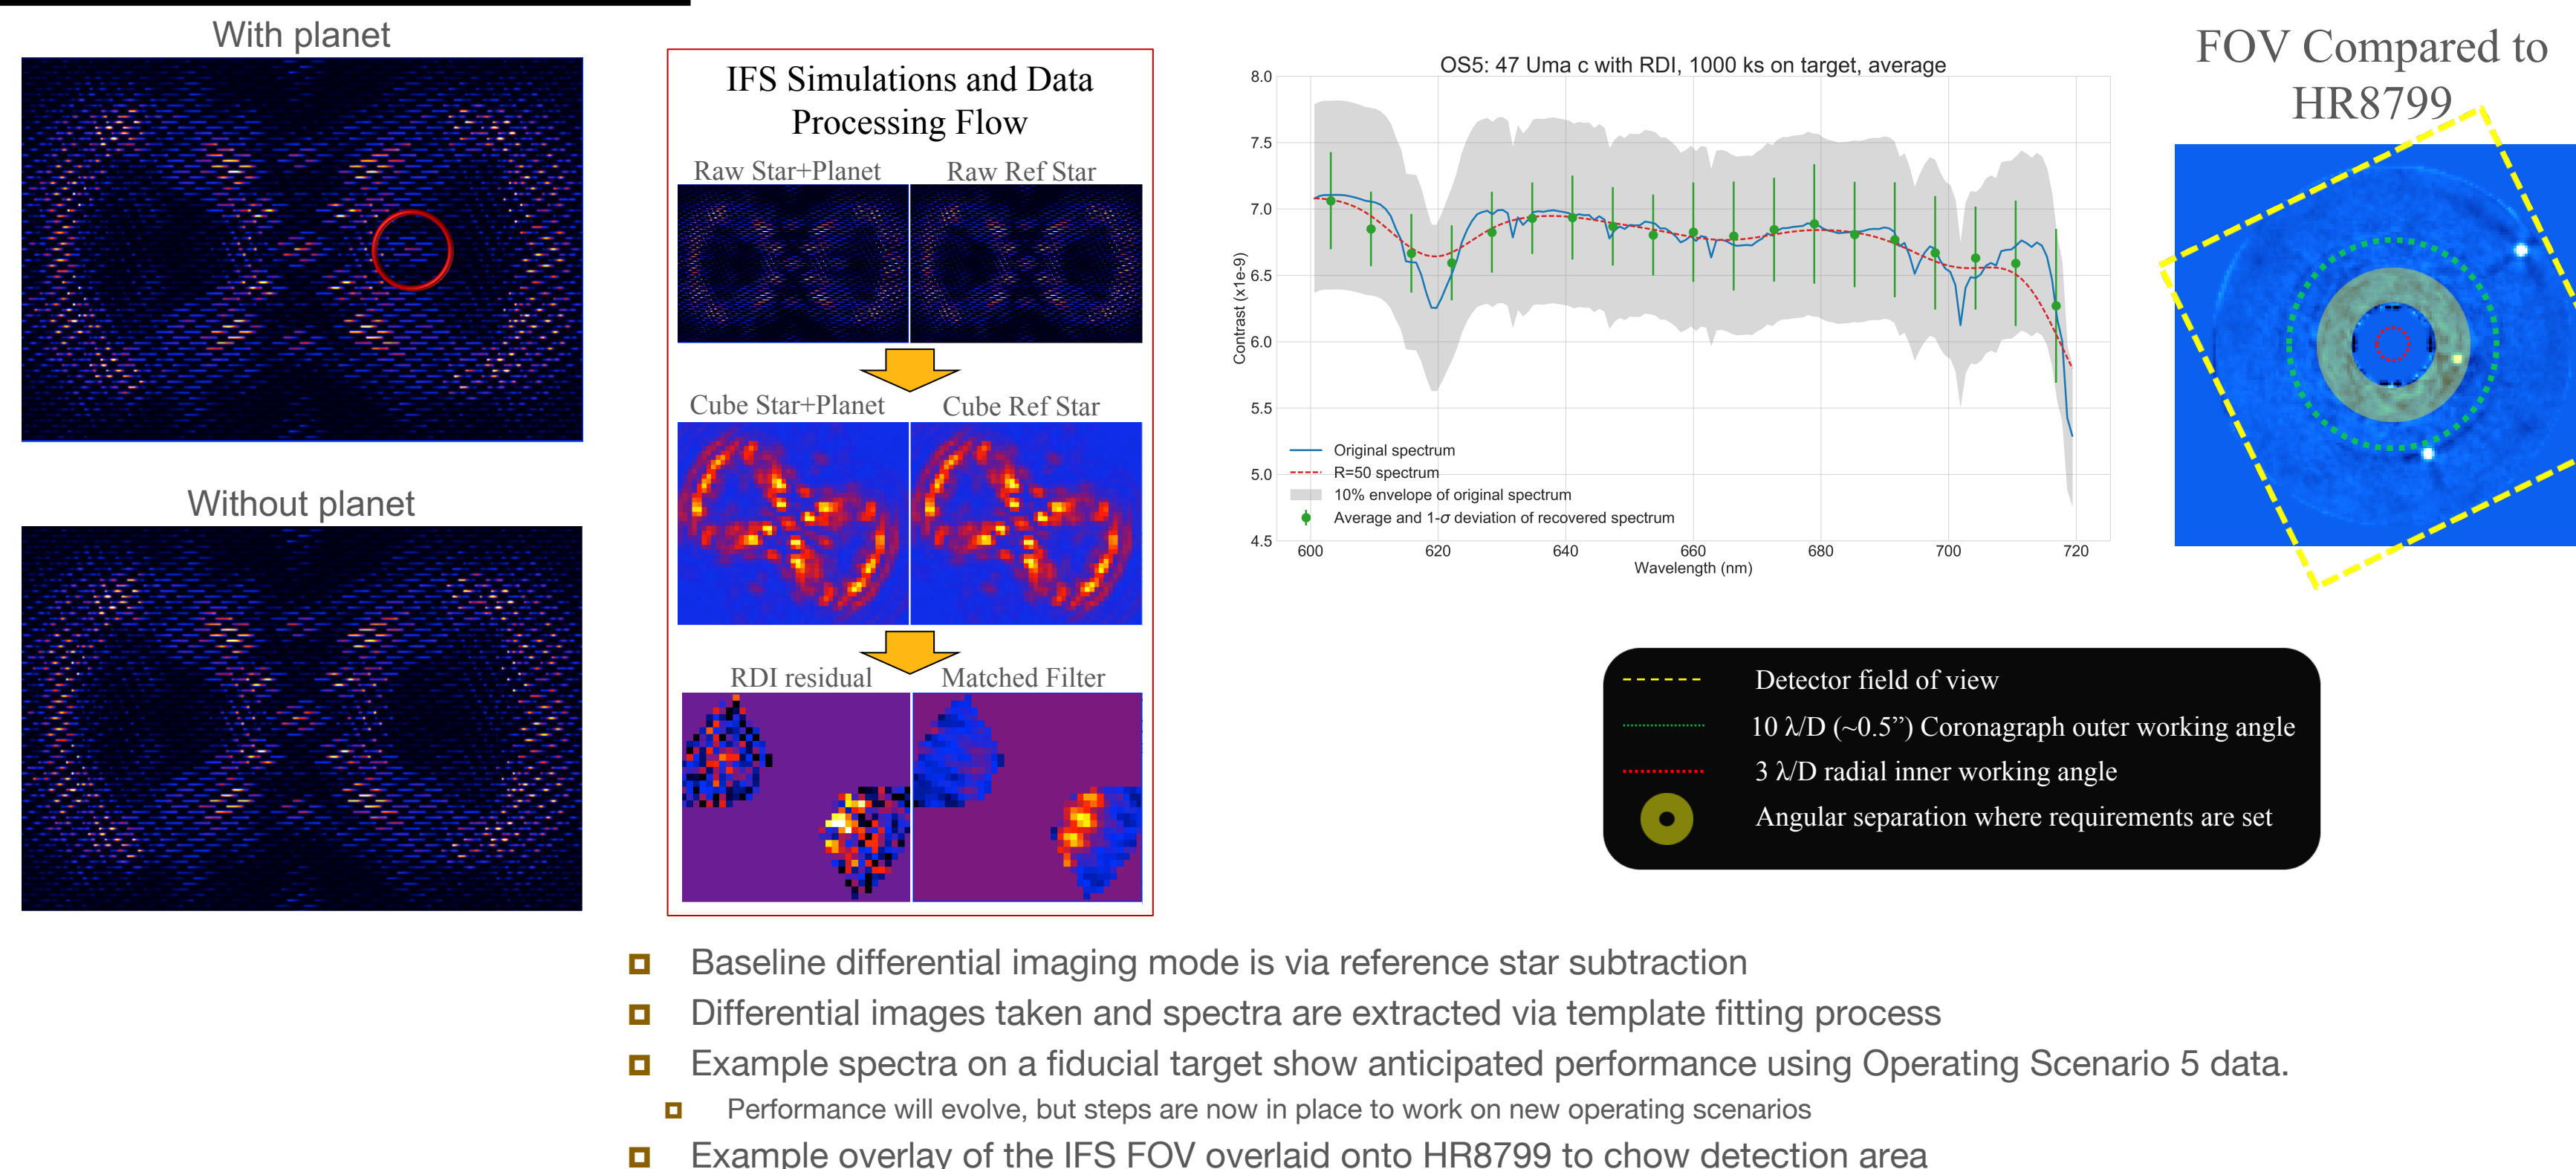 With planet
Without planet
IFS Simulations and Data
Processing Flow
Raw Star+Planet
Raw Ref Star
Cube Star+Planet
Cube Ref Star
RDI residual
Matched Filter
OS5: 47 Uma c with RDI, 1000 ks on target, average
8.0
7.5
7.0
6.5
6.0
5.5
5.0
4.5
Contrast (x1e-9)
Original spectrum
R=50 spectrum
10% envelope of original spectrum
Average and 1-σ deviation of recovered spectrum
600
620
640
660
680
700
720
Wavelength (nm)
FOV Compared to
HR8799
Detector field of view
10 λ/D (~0.5”) Coronagraph outer working angle
3 λ/D radial inner working angle
Angular separation where requirements are set
Baseline differential imaging mode is via reference star subtraction
Differential images taken and spectra are extracted via template fitting process
Example spectra on a fiducial target show anticipated performance using Operating Scenario 5 data.
Performance will evolve, but steps are now in place to work on new operating scenarios
Example overlay of the IFS FOV overlaid onto HR8799 to chow detection area